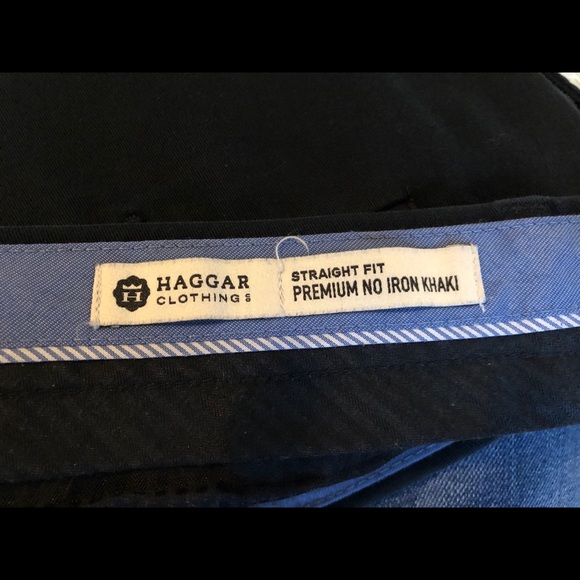 H
HAGGAR
CLOTHING
STRAIGHT FIT
PREMIUM NO IRON KHAKI